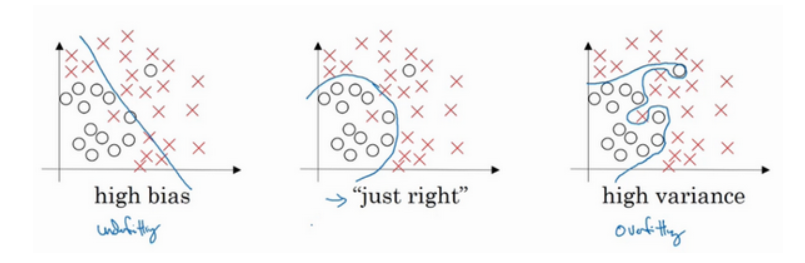 high bias
underfitting
→ "just right"
high variance
overfitting